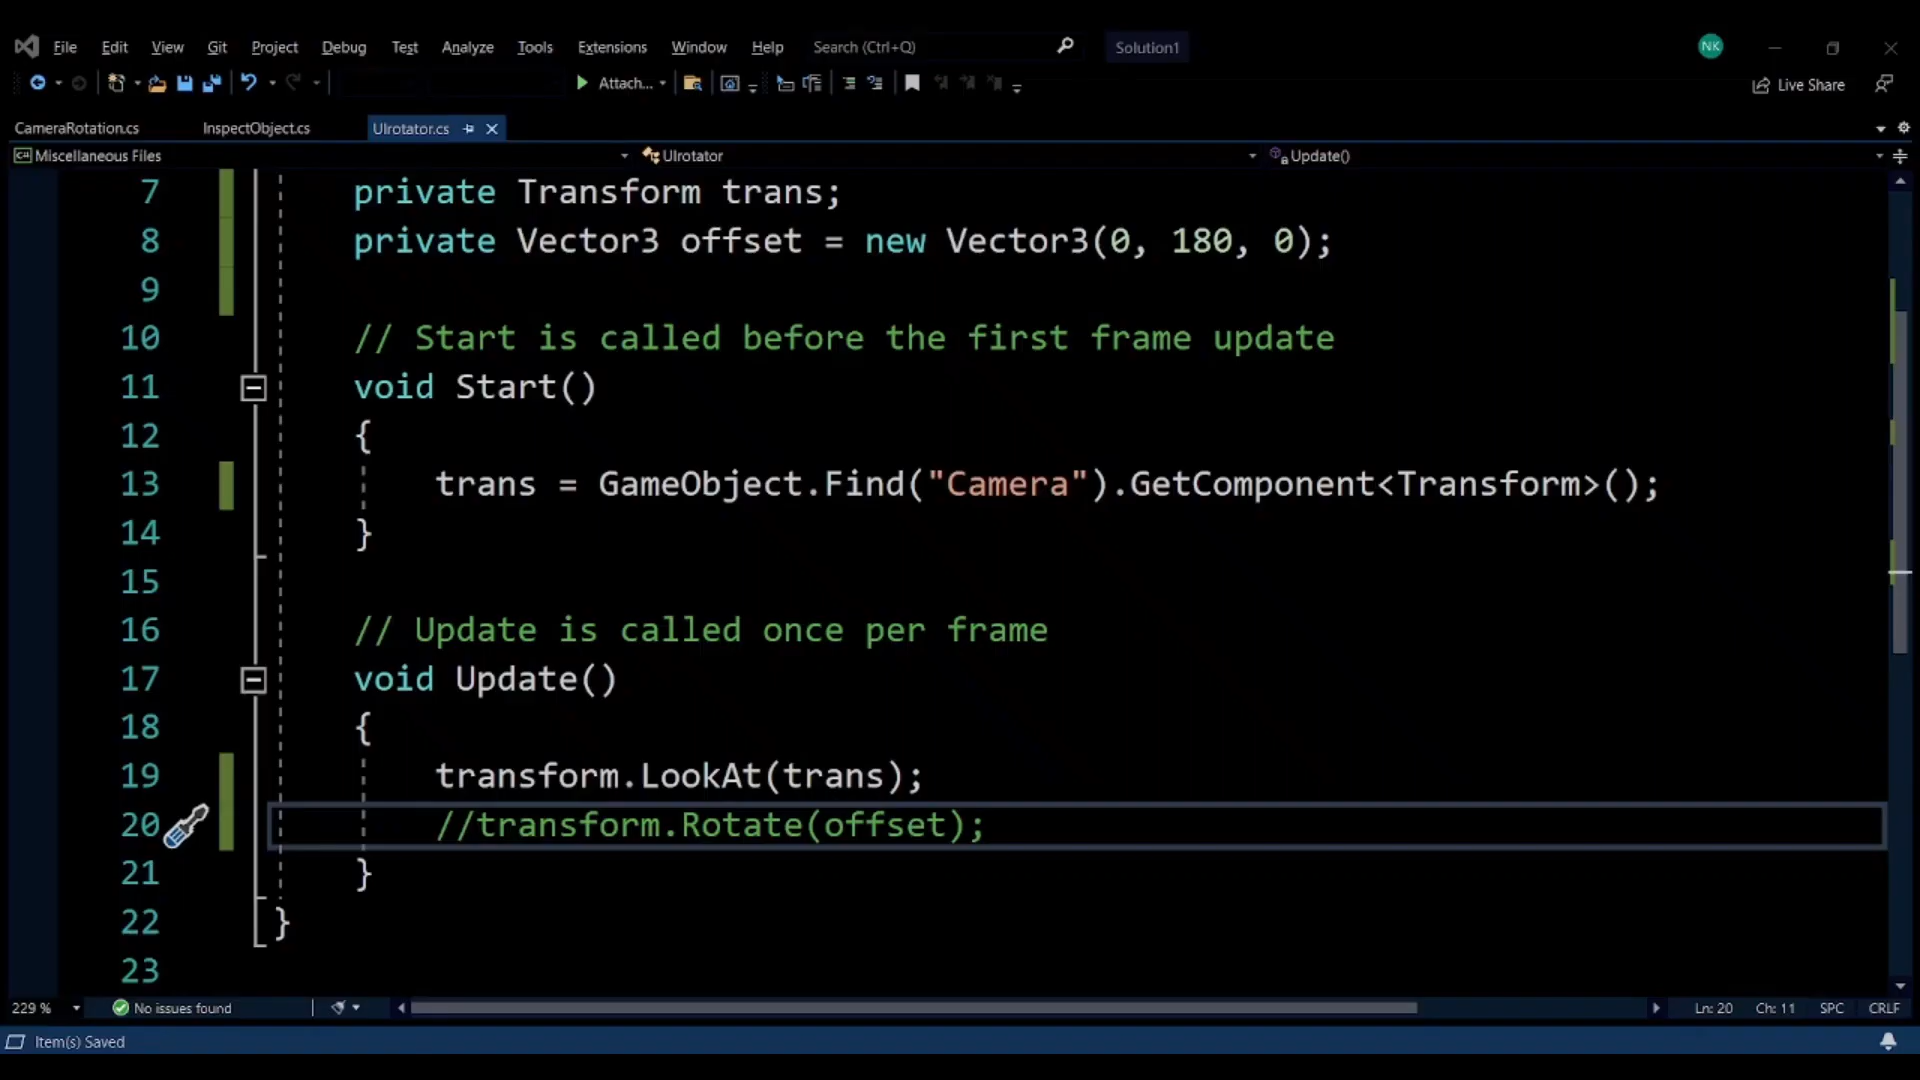 File Edit View Git Project Debug Test Analyze Tools Extensions Window Help Search (Ctrl+Q) Solution1 NK
Attach... Live Share
CameraRotation.cs InspectObject.cs UIrotator.cs
C# Miscellaneous Files UIrotator Update()
7 private Transform trans;
8 private Vector3 offset = new Vector3(0, 180, 0);
9
10 // Start is called before the first frame update
11 void Start()
12 {
13 trans = GameObject.Find("Camera").GetComponent<Transform>();
14 }
15
16 // Update is called once per frame
17 void Update()
18 {
19 transform.LookAt(trans);
20 //transform.Rotate(offset);
21 }
22 }
23
229 % No issues found Ln: 20 Ch: 11 SPC CRLF
Item(s) Saved